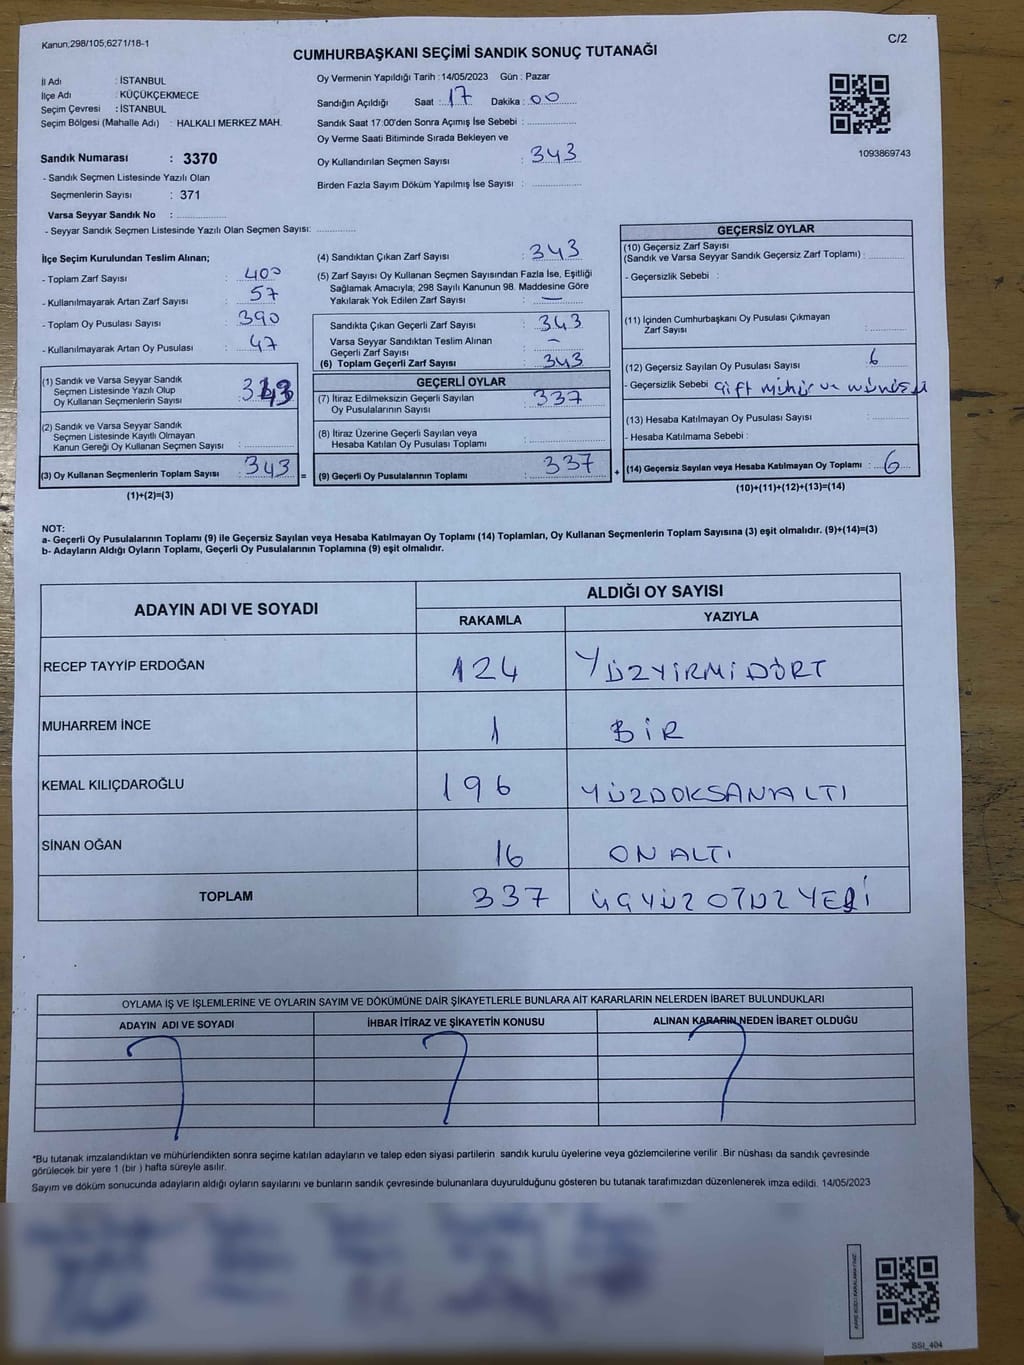 Kanun;298/105;6271/18-1
C/2
CUMHURBAŞKANI SEÇİMİ SANDIK SONUÇ TUTANAĞI
İl Adı : İSTANBUL
İlçe Adı : KÜÇÜKÇEKMECE
Seçim Çevresi : İSTANBUL
Seçim Bölgesi (Mahalle Adı) : HALKALI MERKEZ MAH.
Sandık Numarası : 3370
- Sandık Seçmen Listesinde Yazılı Olan
Seçmenlerin Sayısı : 371
Varsa Seyyar Sandık No :
- Seyyar Sandık Seçmen Listesinde Yazılı Olan Seçmen Sayısı:
Oy Vermenin Yapıldığı Tarih : 14/05/2023 Gün : Pazar
Sandığın Açıldığı Saat : 17 Dakika : 00
Sandık Saat 17:00'den Sonra Açımış İse Sebebi :
Oy Verme Saati Bitiminde Sırada Bekleyen ve
Oy Kullandırılan Seçmen Sayısı : 343
Birden Fazla Sayım Döküm Yapılmış İse Sayısı :
1093869743
İlçe Seçim Kurulundan Teslim Alınan;
- Toplam Zarf Sayısı : 400
- Kullanılmayarak Artan Zarf Sayısı : 57
- Toplam Oy Pusulası Sayısı : 390
- Kullanılmayarak Artan Oy Pusulası : 47
(1) Sandık ve Varsa Seyyar Sandık
Seçmen Listesinde Yazılı Olup
Oy Kullanan Seçmenlerin Sayısı : 343
(2) Sandık ve Varsa Seyyar Sandık
Seçmen Listesinde Kayıtlı Olmayan
Kanun Gereği Oy Kullanan Seçmen Sayısı :
(3) Oy Kullanan Seçmenlerin Toplam Sayısı : 343
(1)+(2)=(3)
(4) Sandıktan Çıkan Zarf Sayısı : 343
(5) Zarf Sayısı Oy Kullanan Seçmen Sayısından Fazla İse, Eşitliği
Sağlamak Amacıyla; 298 Sayılı Kanunun 98. Maddesine Göre
Yakılarak Yok Edilen Zarf Sayısı : —
Sandıkta Çıkan Geçerli Zarf Sayısı : 343
Varsa Seyyar Sandıktan Teslim Alınan
Geçerli Zarf Sayısı : —
(6) Toplam Geçerli Zarf Sayısı : 343
GEÇERLİ OYLAR
(7) İtiraz Edilmeksizin Geçerli Sayılan
Oy Pusulalarının Sayısı : 337
(8) İtiraz Üzerine Geçerli Sayılan veya
Hesaba Katılan Oy Pusulası Toplamı :
= (9) Geçerli Oy Pusulalarının Toplamı : 337 +
GEÇERSİZ OYLAR
(10) Geçersiz Zarf Sayısı
(Sandık ve Varsa Seyyar Sandık Geçersiz Zarf Toplamı) :
- Geçersizlik Sebebi :
(11) İçinden Cumhurbaşkanı Oy Pusulası Çıkmayan
Zarf Sayısı :
(12) Geçersiz Sayılan Oy Pusulası Sayısı : 6
- Geçersizlik Sebebi çift mühür ve
(13) Hesaba Katılmayan Oy Pusulası Sayısı :
- Hesaba Katılmama Sebebi :
(14) Geçersiz Sayılan veya Hesaba Katılmayan Oy Toplamı : 6
(10)+(11)+(12)+(13)=(14)
NOT:
a- Geçerli Oy Pusulalarının Toplamı (9) ile Geçersiz Sayılan veya Hesaba Katılmayan Oy Toplamı (14) Toplamları, Oy Kullanan Seçmenlerin Toplam Sayısına (3) eşit olmalıdır. (9)+(14)=(3)
b- Adayların Aldığı Oyların Toplamı, Geçerli Oy Pusulalarının Toplamına (9) eşit olmalıdır.
ADAYIN ADI VE SOYADI ALDIĞI OY SAYISI
RAKAMLA YAZIYLA
RECEP TAYYİP ERDOĞAN 124 YÜZYİRMİDÖRT
MUHARREM İNCE 1 BİR
KEMAL KILIÇDAROĞLU 196 YÜZDOKSANALTI
SİNAN OĞAN 16 ONALTI
TOPLAM 337 ÜÇYÜZOTUZYEDİ
OYLAMA İŞ VE İŞLEMLERİNE VE OYLARIN SAYIM VE DÖKÜMÜNE DAİR ŞİKAYETLERLE BUNLARA AİT KARARLARIN NELERDEN İBARET BULUNDUKLARI
ADAYIN ADI VE SOYADI İHBAR İTİRAZ VE ŞİKAYETİN KONUSU ALINAN KARARIN NEDEN İBARET OLDUĞU
*Bu tutanak imzalandıktan ve mühürlendikten sonra seçime katılan adayların ve talep eden siyasi partilerin sandık kurulu üyelerine veya gözlemcilerine verilir .Bir nüshası da sandık çevresinde
görülecek bir yere 1 (bir ) hafta süreyle asılır.
Sayım ve döküm sonucunda adayların aldığı oyların sayılarını ve bunların sandık çevresinde bulunanlara duyurulduğunu gösteren bu tutanak tarafımızdan düzenlenerek imza edildi. 14/05/2023
SSI_404